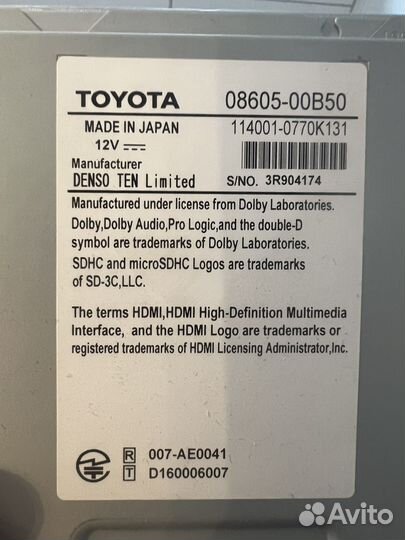 TOYOTA 08605-00B50
MADE IN JAPAN 114001-0770K131
12V
Manufacturer
DENSO TEN Limited S/NO. 3R904174
Manufactured under license from Dolby Laboratories.
Dolby,Dolby Audio,Pro Logic,and the double-D
symbol are trademarks of Dolby Laboratories.
SDHC and microSDHC Logos are trademarks
of SD-3C,LLC.
The terms HDMI,HDMI High-Definition Multimedia
Interface, and the HDMI Logo are trademarks or
registered trademarks of HDMI Licensing Administrator,Inc.
R 007-AE0041
T D160006007
Avito